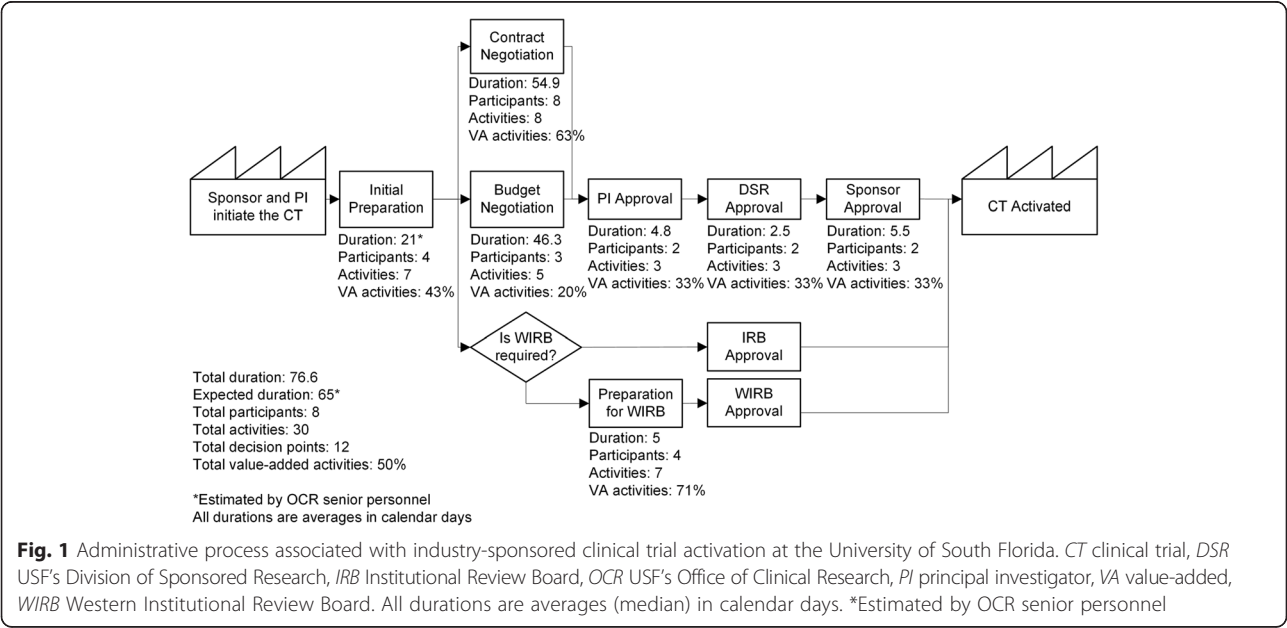 Contract
Negotiation
Duration: 54.9
Participants: 8
Activities: 8
VA activities: 63%
Sponsor and PI
initiate the CT
Initial
Preparation
Duration: 21*
Participants: 4
Activities: 7
VA activities: 43%
Budget
Negotiation
Duration: 46.3
Participants: 3
Activities: 5
VA activities: 20%
PI Approval
Duration: 4.8
Participants: 2
Activities: 3
VA activities: 33%
DSR
Approval
Duration: 2.5
Participants: 2
Activities: 3
VA activities: 33%
Sponsor
Approval
Duration: 5.5
Participants: 2
Activities: 3
VA activities: 33%
CT Activated
Is WIRB
required?
IRB
Approval
Preparation
for WIRB
Duration: 5
Participants: 4
Activities: 7
VA activities: 71%
WIRB
Approval
Total duration: 76.6
Expected duration: 65*
Total participants: 8
Total activities: 30
Total decision points: 12
Total value-added activities: 50%
*Estimated by OCR senior personnel
All durations are averages in calendar days
Fig. 1 Administrative process associated with industry-sponsored clinical trial activation at the University of South Florida. CT clinical trial, DSR
USF's Division of Sponsored Research, IRB Institutional Review Board, OCR USF's Office of Clinical Research, PI principal investigator, VA value-added,
WIRB Western Institutional Review Board. All durations are averages (median) in calendar days. *Estimated by OCR senior personnel